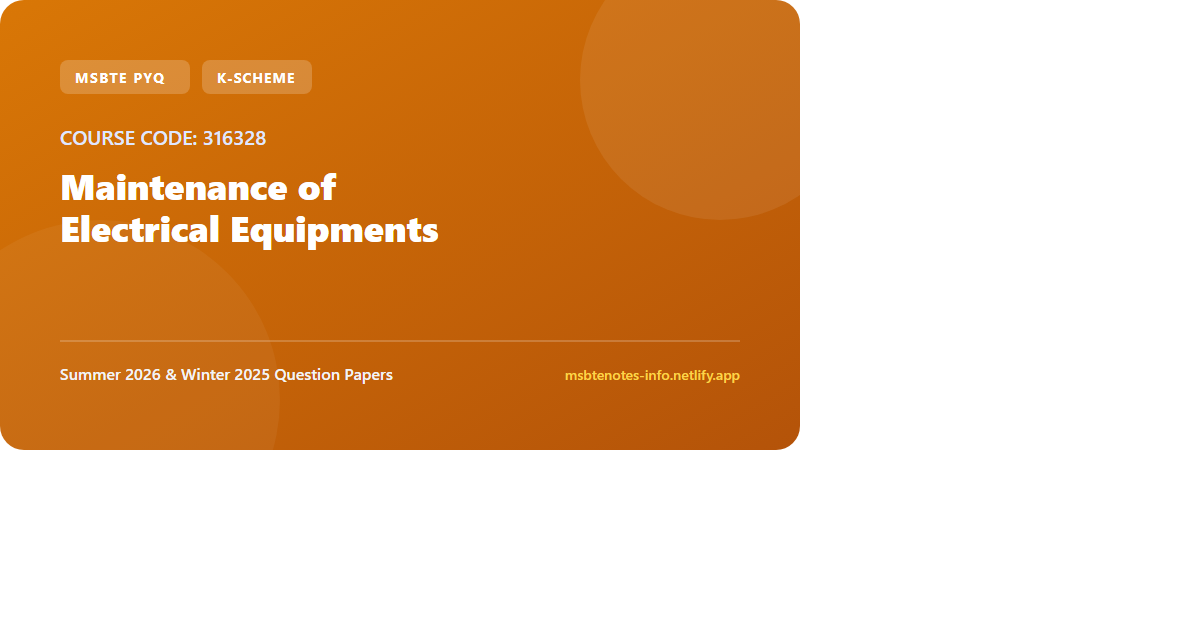 MSBTE PYQ
K-SCHEME
COURSE CODE: 316328
Maintenance of
Electrical Equipments
Summer 2026 & Winter 2025 Question Papers
msbtenotes-info.netlify.app